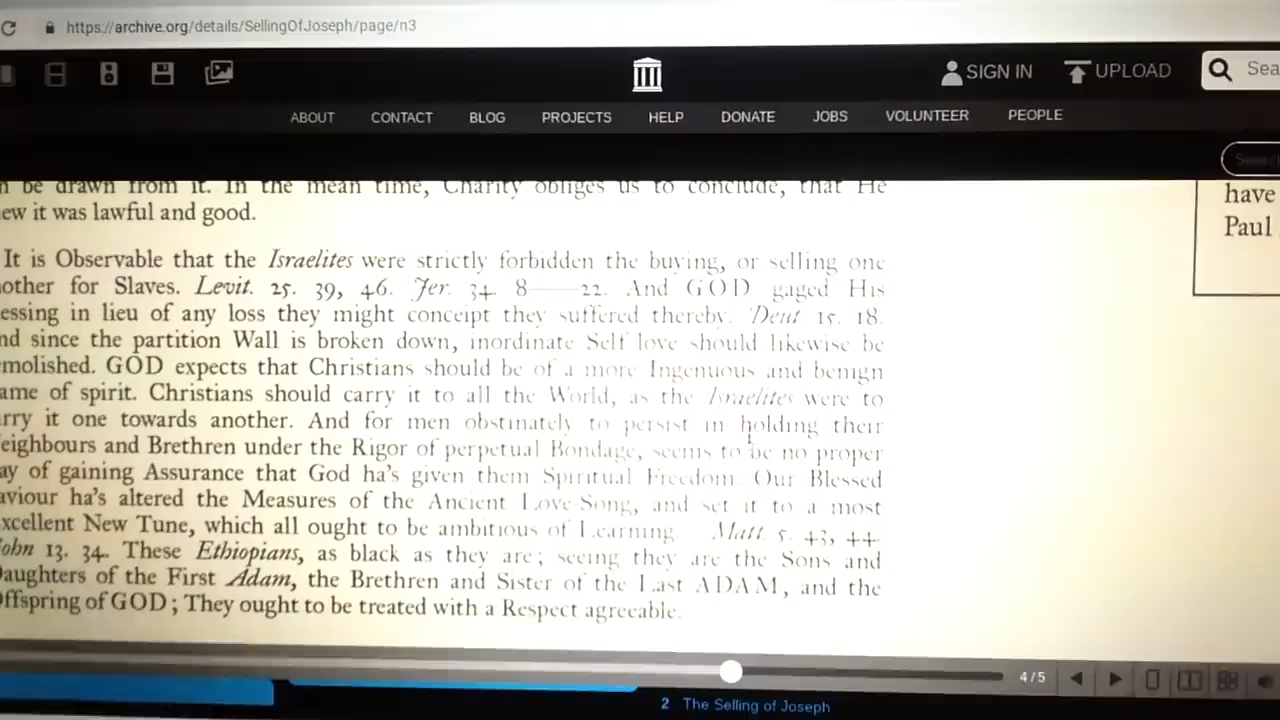 https://archive.org/details/SellingOfJoseph/page/n3
SIGN IN UPLOAD Sea
ABOUT CONTACT BLOG PROJECTS HELP DONATE JOBS VOLUNTEER PEOPLE
n be drawn from it. In the mean time, Charity obliges us to conclude, that He
ew it was lawful and good.
have
Paul
It is Observable that the Israelites were strictly forbidden the buying, or selling one
other for Slaves. Levit. 25. 39, 46. Jer. 34. 8——22. And GOD gaged His
essing in lieu of any loss they might conceipt they suffered thereby. Deut 15. 18.
nd since the partition Wall is broken down, inordinate Self love should likewise be
molished. GOD expects that Christians should be of a more Ingenuous and benign
ame of spirit. Christians should carry it to all the World, as the Israelites were to
rry it one towards another. And for men obstinately to persist in holding their
eighbours and Brethren under the Rigor of perpetual Bondage, seems to be no proper
ay of gaining Assurance that God ha's given them Spiritual Freedom. Our Blessed
aviour ha's altered the Measures of the Ancient Love-Song, and set it to a most
xcellent New Tune, which all ought to be ambitious of Learning. Matt. 5. 43, 44.
ohn 13. 34. These Ethiopians, as black as they are; seeing they are the Sons and
Daughters of the First Adam, the Brethren and Sister of the Last ADAM, and the
Offspring of GOD; They ought to be treated with a Respect agreeable.
4/5
2 The Selling of Joseph